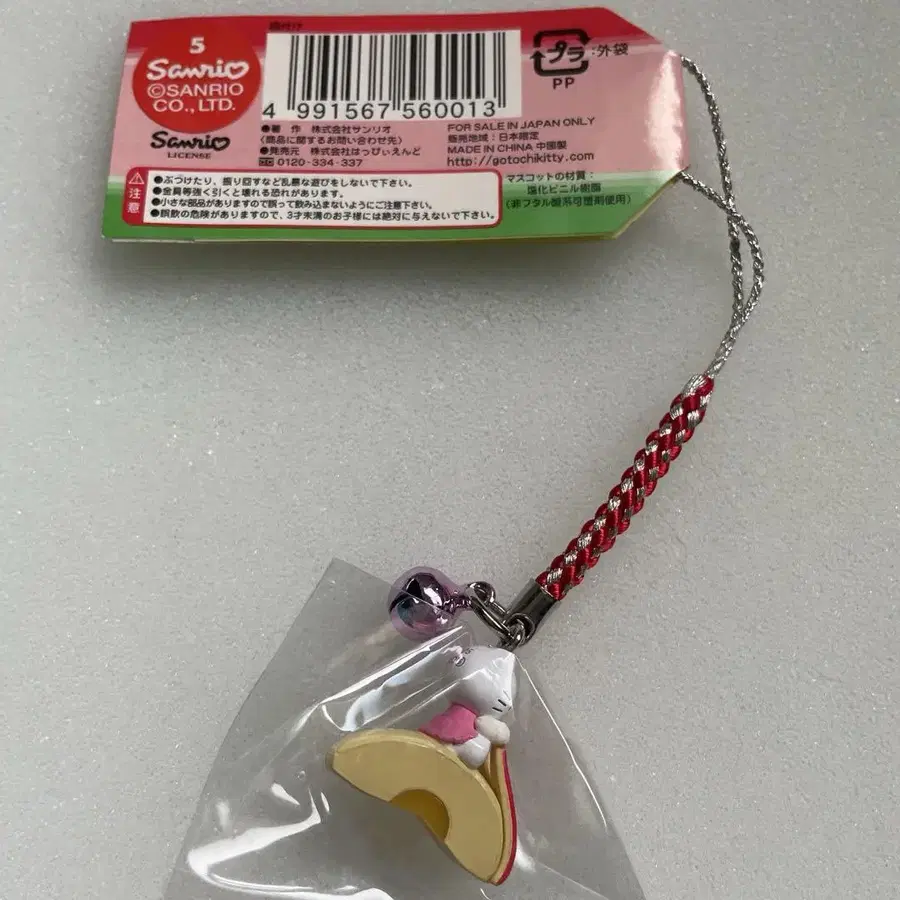 5
Sanrio
©SANRIO
CO., LTD.
Sanrio
LICENSE
4 991567 560013
プラ
:外袋
PP
●著 作 株式会社サンリオ
(商品に関するお問い合わせ先)
●発売元 株式会社はっぴぃえんど
0120-334-337
FOR SALE IN JAPAN ONLY
販売地域:日本限定
MADE IN CHINA 中國製
http://gotochikitty.com
注意
●ぶつけたり、振り回すなど乱暴な遊びをしないで下さい。
●金具等強く引くと壊れる恐れがあります。
●小さな部品がありますので誤って飲み込まないようにご注意下さい。
●誤飲の危険がありますので、3才未満のお子様には絶対に与えないで下さい。
マスコットの材質:
塩化ビニル樹脂
(非フタル酸系可塑剤使用)